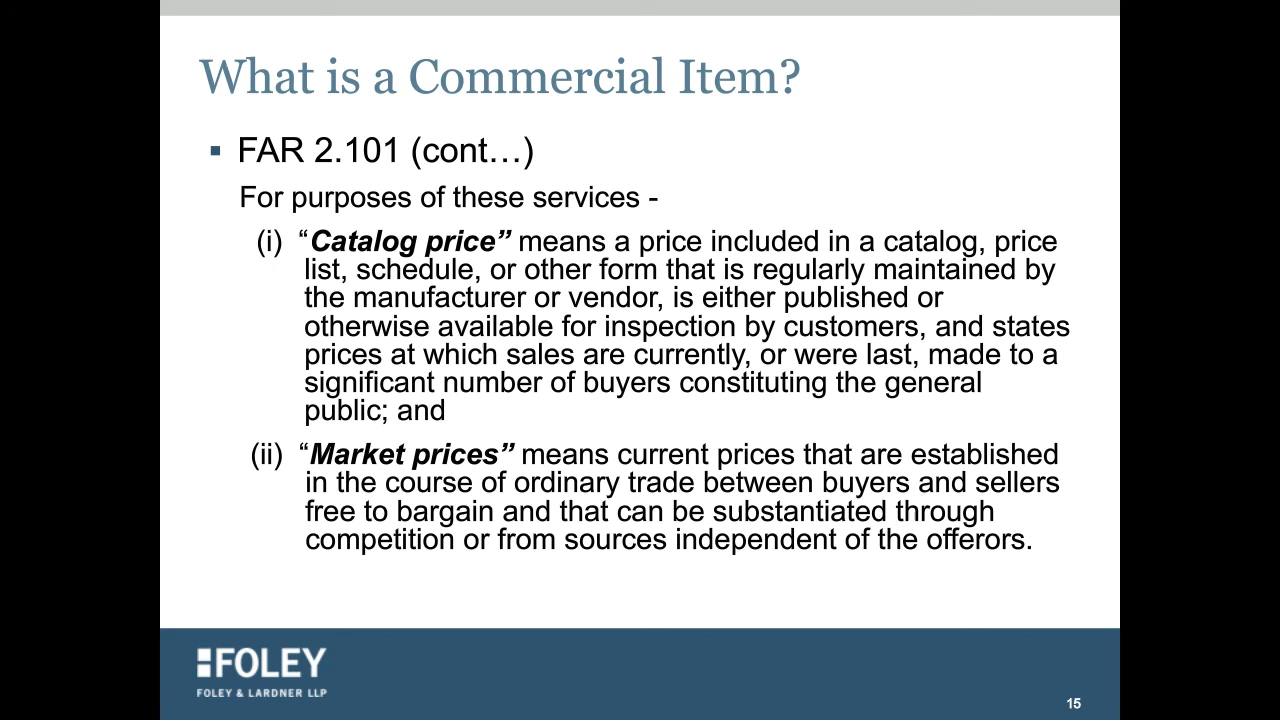 What is a Commercial Item?
▪ FAR 2.101 (cont…)
For purposes of these services -
(i) “Catalog price” means a price included in a catalog, price
list, schedule, or other form that is regularly maintained by
the manufacturer or vendor, is either published or
otherwise available for inspection by customers, and states
prices at which sales are currently, or were last, made to a
significant number of buyers constituting the general
public; and
(ii) “Market prices” means current prices that are established
in the course of ordinary trade between buyers and sellers
free to bargain and that can be substantiated through
competition or from sources independent of the offerors.
FOLEY
FOLEY & LARDNER LLP
15